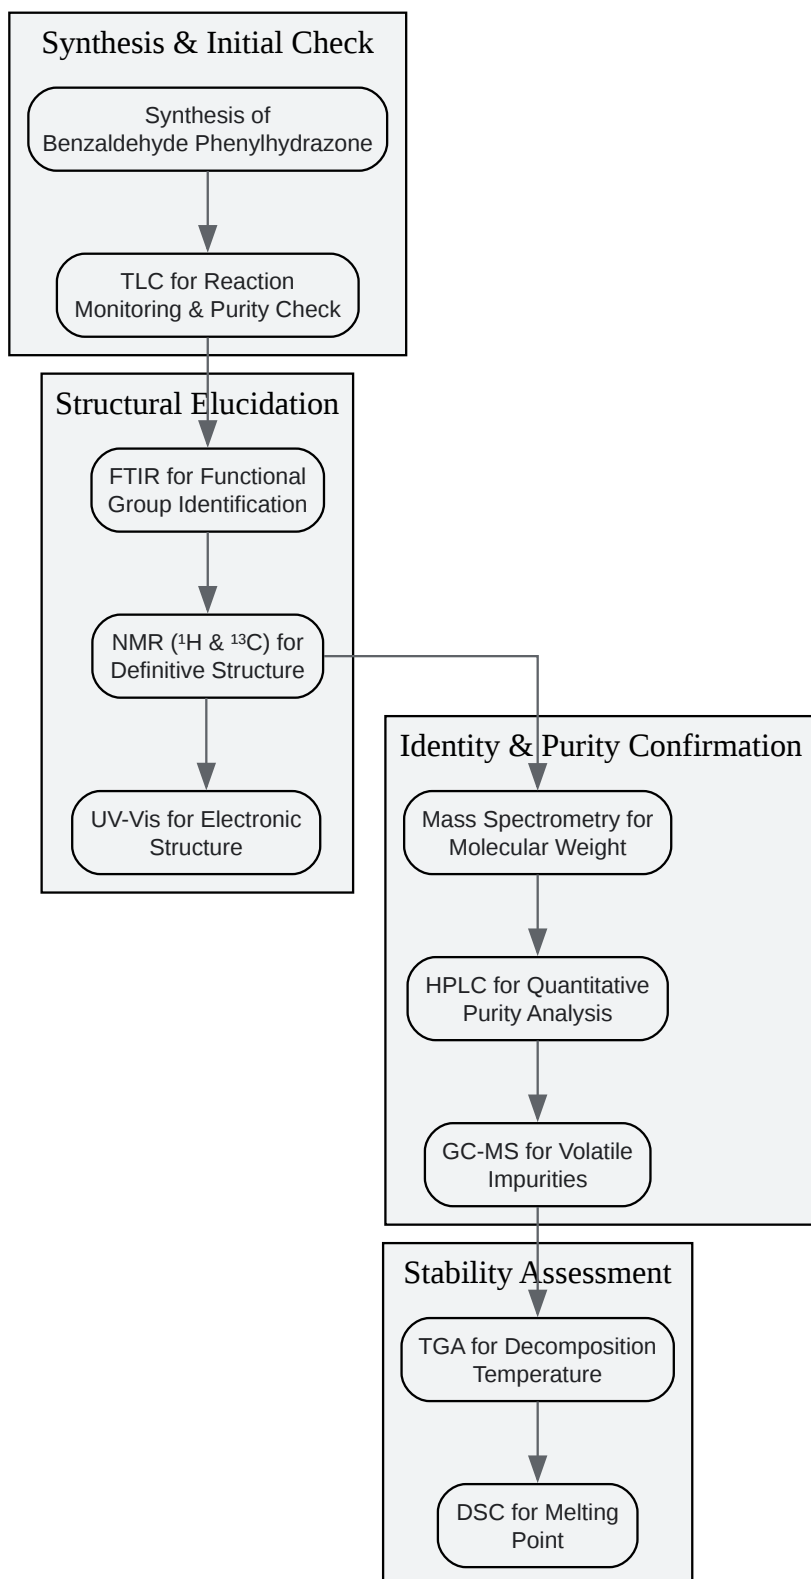 Synthesis & Initial Check
Synthesis of
Benzaldehyde Phenylhydrazone
TLC for Reaction
Monitoring & Purity Check
Structural Elucidation
FTIR for Functional
Group Identification
NMR (¹H & ¹³C) for
Definitive Structure
UV-Vis for Electronic
Structure
Identity & Purity Confirmation
Mass Spectrometry for
Molecular Weight
HPLC for Quantitative
Purity Analysis
GC-MS for Volatile
Impurities
Stability Assessment
TGA for Decomposition
Temperature
DSC for Melting
Point